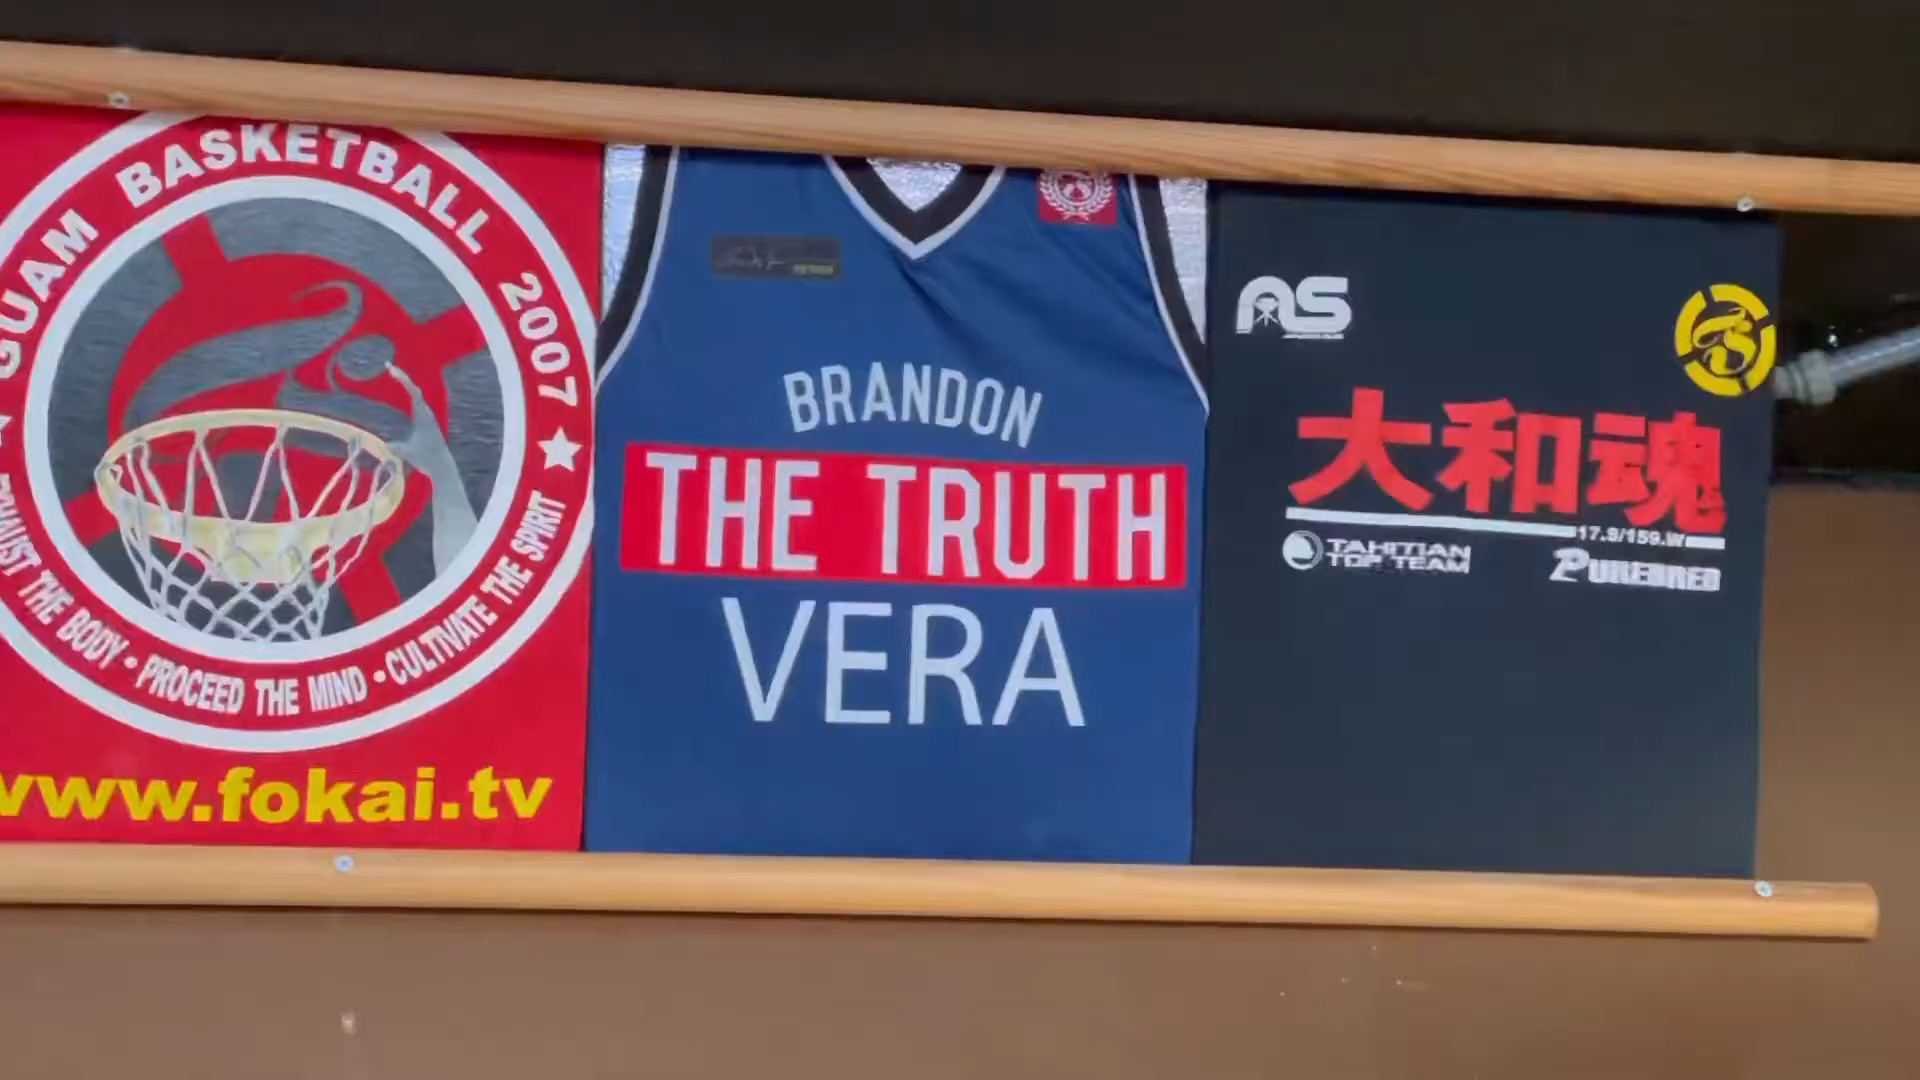 GUAM BASKETBALL 2007
EXHAUST THE BODY • PROCEED THE MIND • CULTIVATE THE SPIRIT
www.fokai.tv
BRANDON
THE TRUTH
VERA
AS
大和魂
17.9/159.W
TAHITIAN
TOP TEAM
PUREBRED